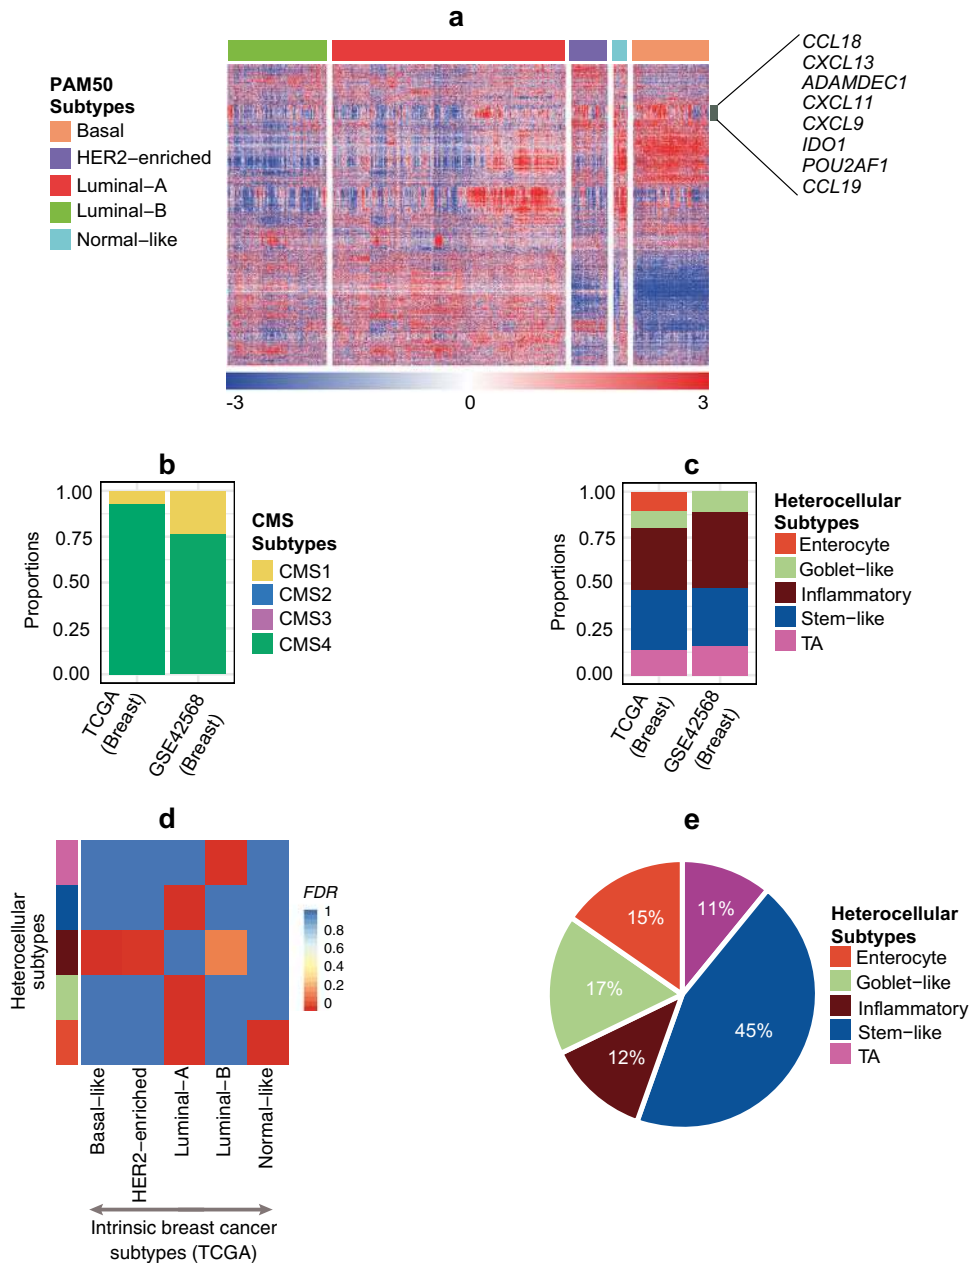 a
PAM50
Subtypes
Basal
HER2−enriched
Luminal−A
Luminal−B
Normal−like
CCL18
CXCL13
ADAMDEC1
CXCL11
CXCL9
IDO1
POU2AF1
CCL19
-3
0
3
b
Proportions
1.00
0.75
0.50
0.25
0.00
TCGA
(Breast)
GSE42568
(Breast)
CMS
Subtypes
CMS1
CMS2
CMS3
CMS4
c
Proportions
1.00
0.75
0.50
0.25
0.00
TCGA
(Breast)
GSE42568
(Breast)
Heterocellular
Subtypes
Enterocyte
Goblet−like
Inflammatory
Stem−like
TA
d
Heterocellular
subtypes
FDR
1
0.8
0.6
0.4
0.2
0
Basal−like
HER2−enriched
Luminal−A
Luminal−B
Normal−like
Intrinsic breast cancer
subtypes (TCGA)
e
15%
11%
17%
45%
12%
Heterocellular
Subtypes
Enterocyte
Goblet−like
Inflammatory
Stem−like
TA